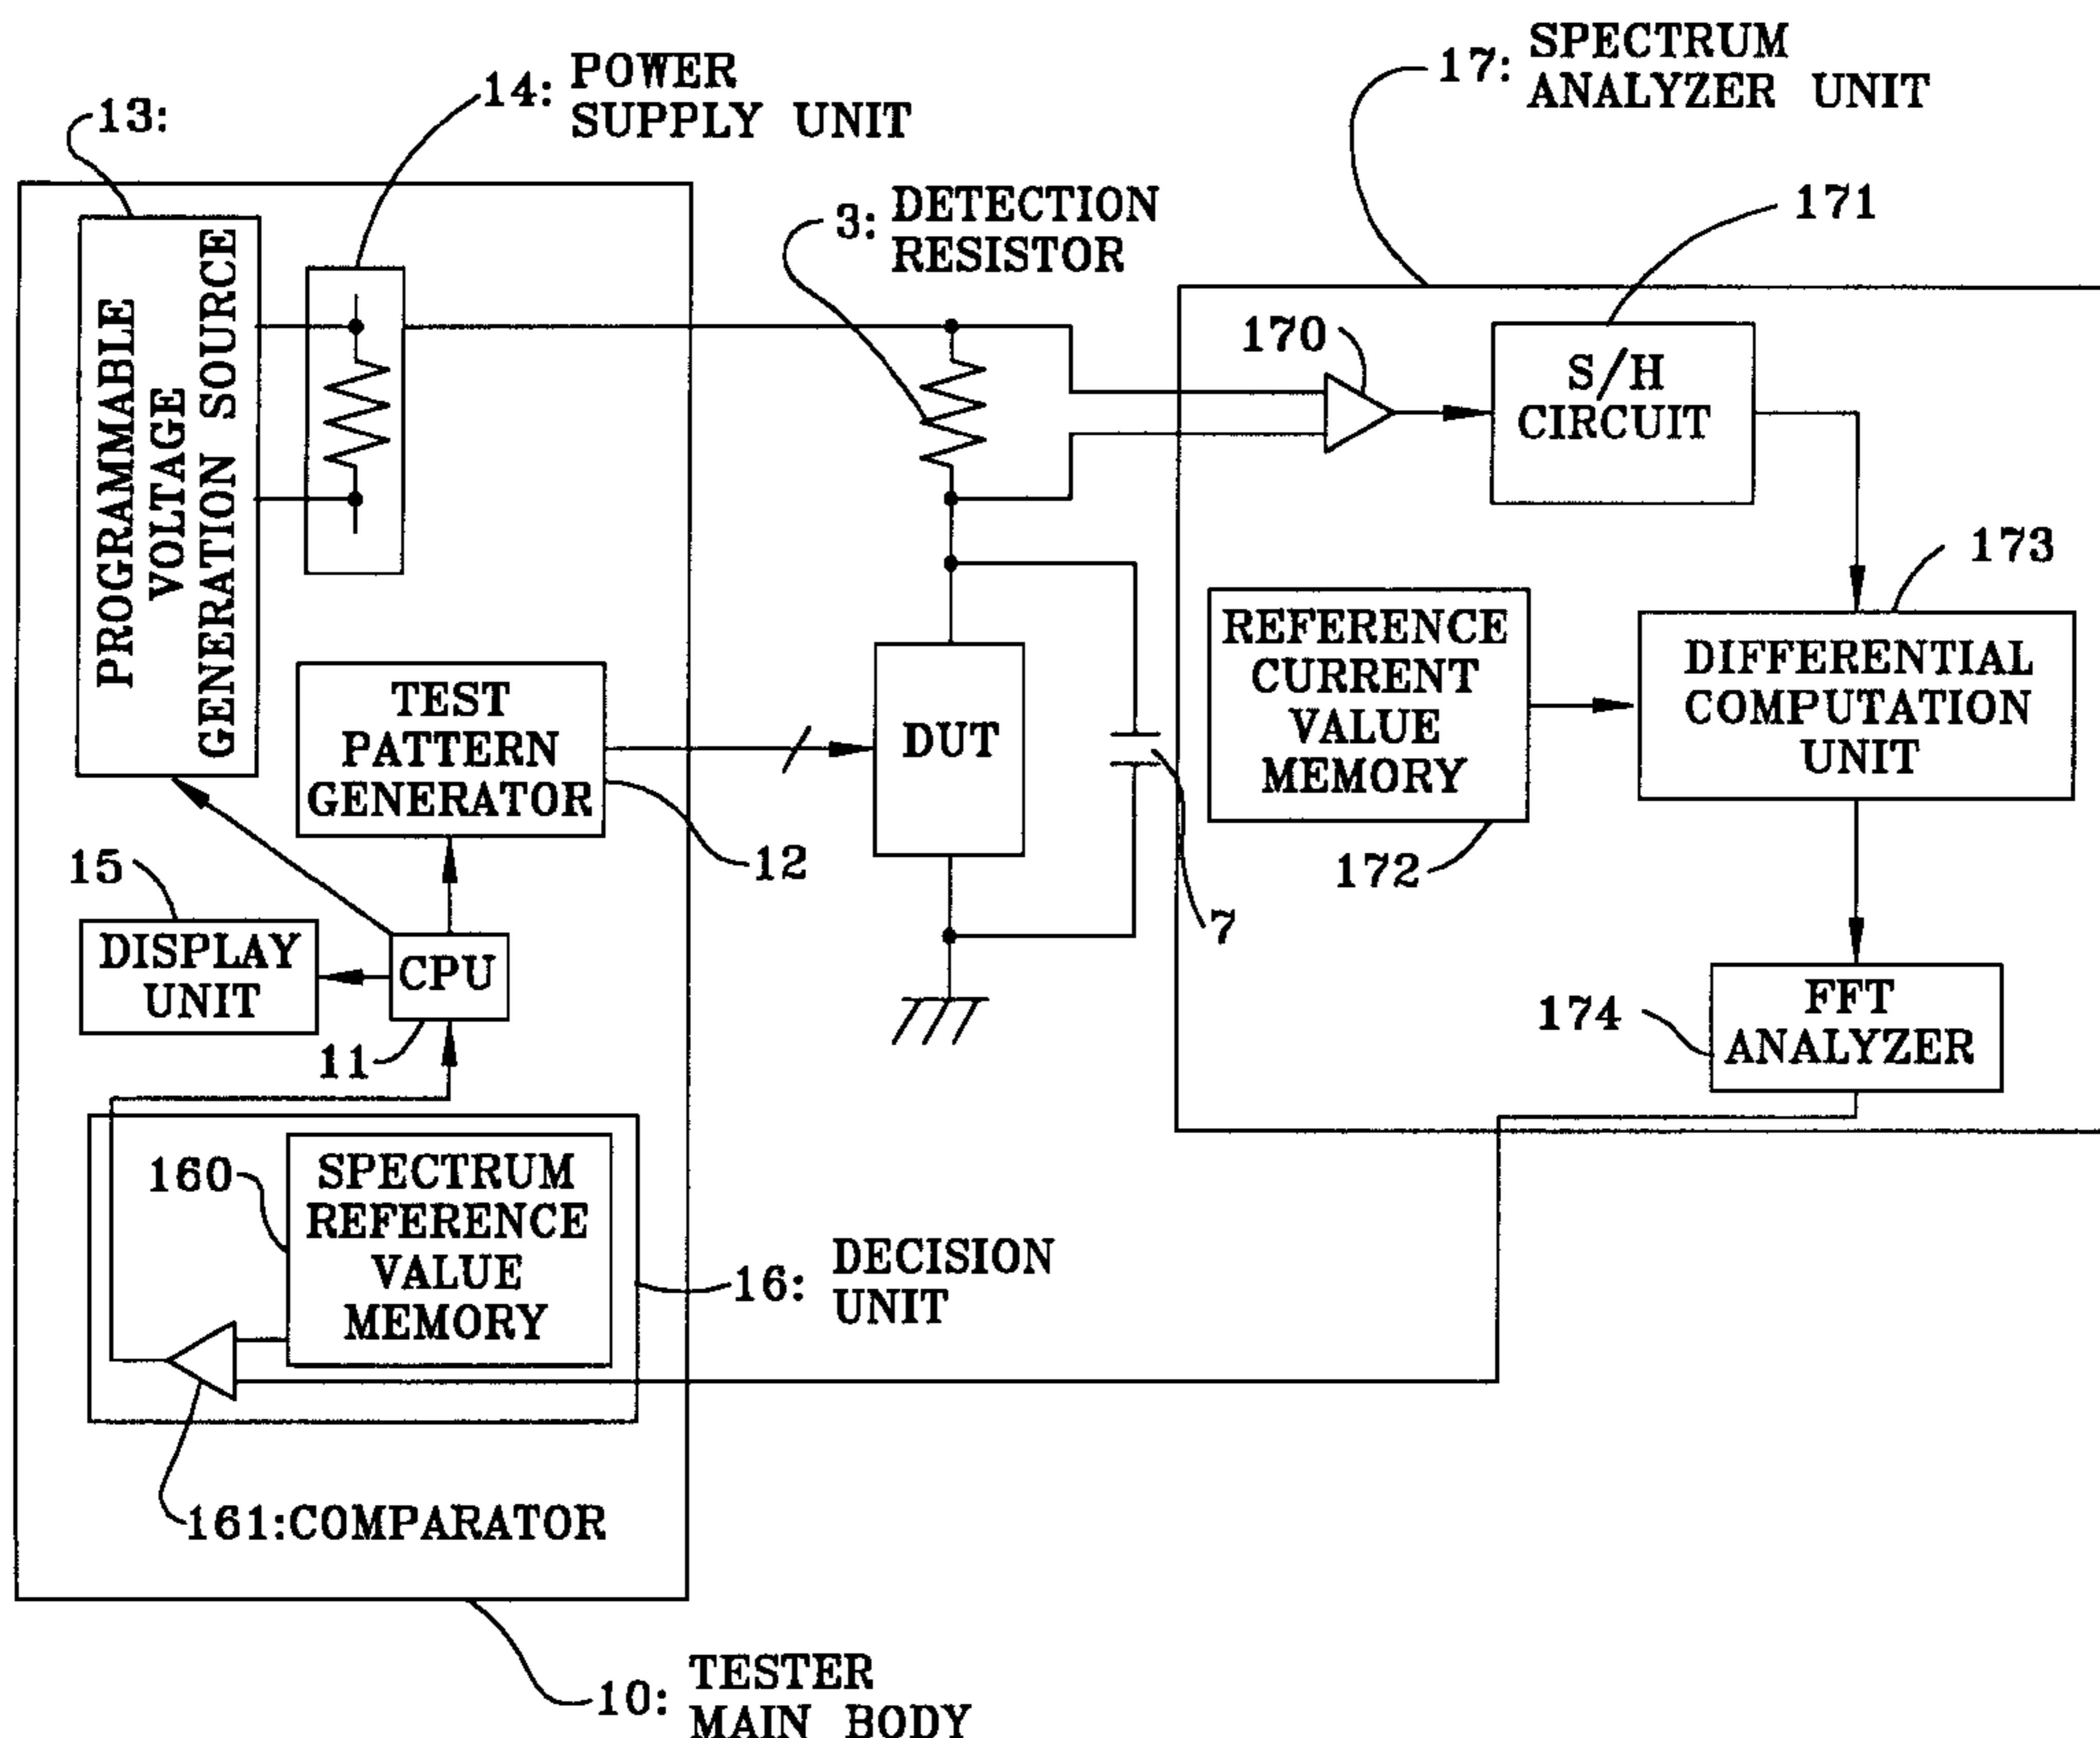 17: SPECTRUM
ANALYZER UNIT
14: POWER
SUPPLY UNIT
13:
3: DETECTION
RESISTOR
171
170
PROGRAMMABLE
VOLTAGE
GENERATION SOURCE
S/H
CIRCUIT
173
REFERENCE
CURRENT
VALUE
MEMORY
DIFFERENTIAL
COMPUTATION
UNIT
TEST
PATTERN
GENERATOR
DUT
12
172
7
15
DISPLAY
UNIT
CPU
11
174
FFT
ANALYZER
160
SPECTRUM
REFERENCE
VALUE
MEMORY
16: DECISION
UNIT
161:COMPARATOR
10: TESTER
MAIN BODY